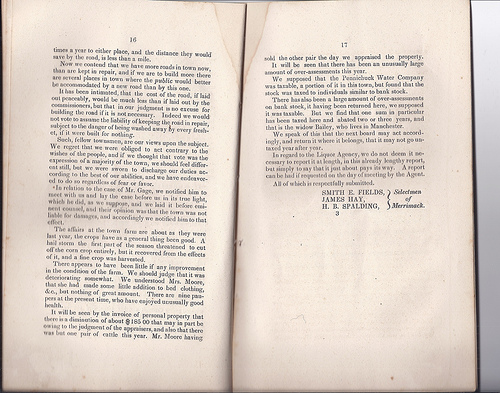 16
times a year to either place, and the distance they would
save by the road, is less than a mile.
Now we contend that we have more roads in town now,
than are kept in repair, and if we are to build more there
are several places in town where the public would better
be accommodated by a new road than by this one.
It has been intimated, that the cost of the road, if laid
out peaceably, would be much less than if laid out by the
commissioners, but that in our judgment is no excuse for
building the road if it is not necessary. Indeed we would
not vote to assume the liability of keeping the road in repair,
subject to the danger of being washed away by every fresh-
et, if it were built for nothing.
Such, fellow townsmen, are our views upon the subject.
We regret that we were obliged to act contrary to the
wishes of the people, and if we thought that vote was the
expression of a majority of the town, we should feel differ-
ent still, but we were sworn to discharge our duties ac-
cording to the best of our abilities, and we have endeavor-
ed to do so regardless of fear or favor.
In relation to the case of Mr. Gage, we notified him to
meet with us and lay the case before us in its true light,
which he did, as we suppose, and we laid it before emi-
nent counsel, and their opinion was that the town was not
liable for damages, and accordingly we notified him to that
effect.
The affairs at the town farm are about as they were
last year, the crops have as a general thing been good. A
hail storm the first part of the season threatened to cut
off the corn crop entirely, but it recovered from the effects
of it, and a fine crop was harvested.
There appears to have been little if any improvement
in the condition of the farm. We should judge that it was
deteriorating somewhat. We understood Mrs. Moore,
that she had made some little addition to bed clothing,
&c., but nothing of great amount. There are nine pau-
pers at the present time, who have enjoyed unusually good
health.
It will be seen by the invoice of personal property that
there is a diminution of about $185 00 that may in part be
owing to the judgment of the appraisers, and also that there
was but one pair of cattle this year. Mr. Moore having
17
sold the other pair the day we appraised the property.
It will be seen that there has been an unusually large
amount of over-assessments this year.
We supposed that the Pennichuck Water Company
was taxable, a portion of it is in this town, but found that the
stock was taxed to individuals similar to bank stock.
There has also been a large amount of over-assessments
on bank stock, it having been returned here, we supposed
it was taxable. But we find that one sum in particular
has been taxed here and abated two or three years, and
that is the widow Bailey, who lives in Manchester.
We speak of this that the next board may act accord-
ingly, and return it where it belongs, that it may not go un-
taxed year after year.
In regard to the Liquor Agency, we do not deem it ne-
cessary to report it at length, in this already lengthy report,
but simply to say that it just about pays its way. A report
can be had if requested on the day of meeting by the Agent.
All of which is respectfully submitted.
SMITH E. FIELDS, Selectmen
JAMES HAY, of
H. B. SPALDING, Merrimack.
3